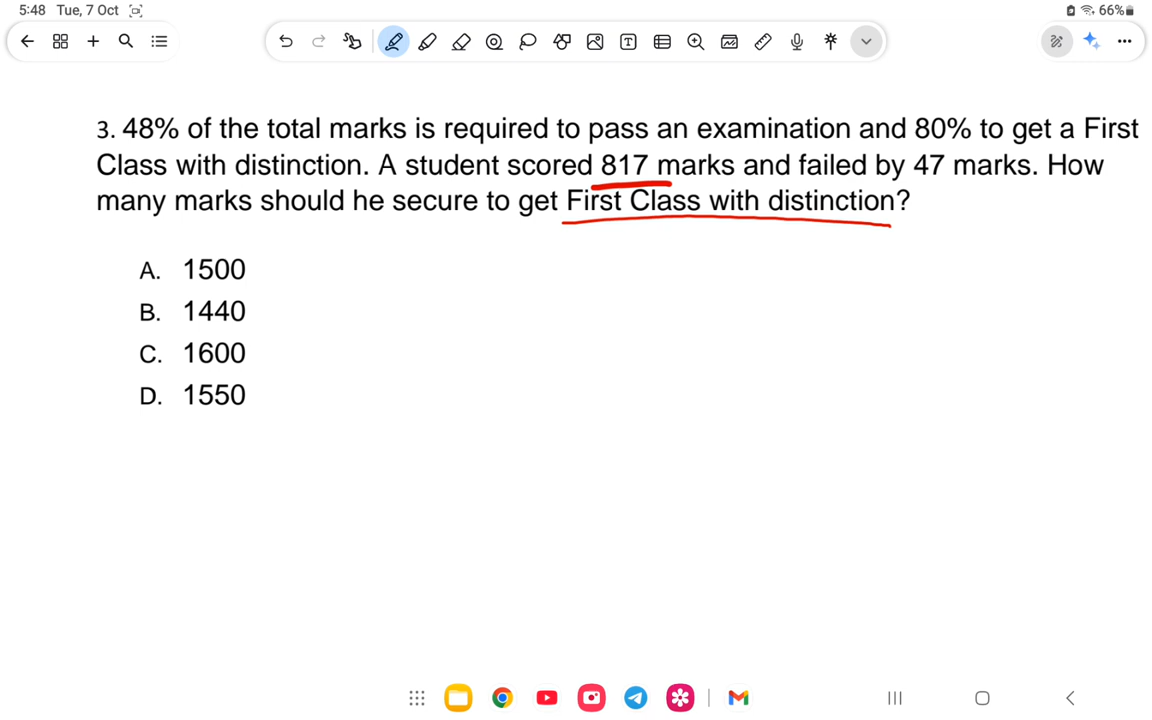 5:48 Tue, 7 Oct 66%
3. 48% of the total marks is required to pass an examination and 80% to get a First
Class with distinction. A student scored 817 marks and failed by 47 marks. How
many marks should he secure to get First Class with distinction?
A. 1500
B. 1440
C. 1600
D. 1550